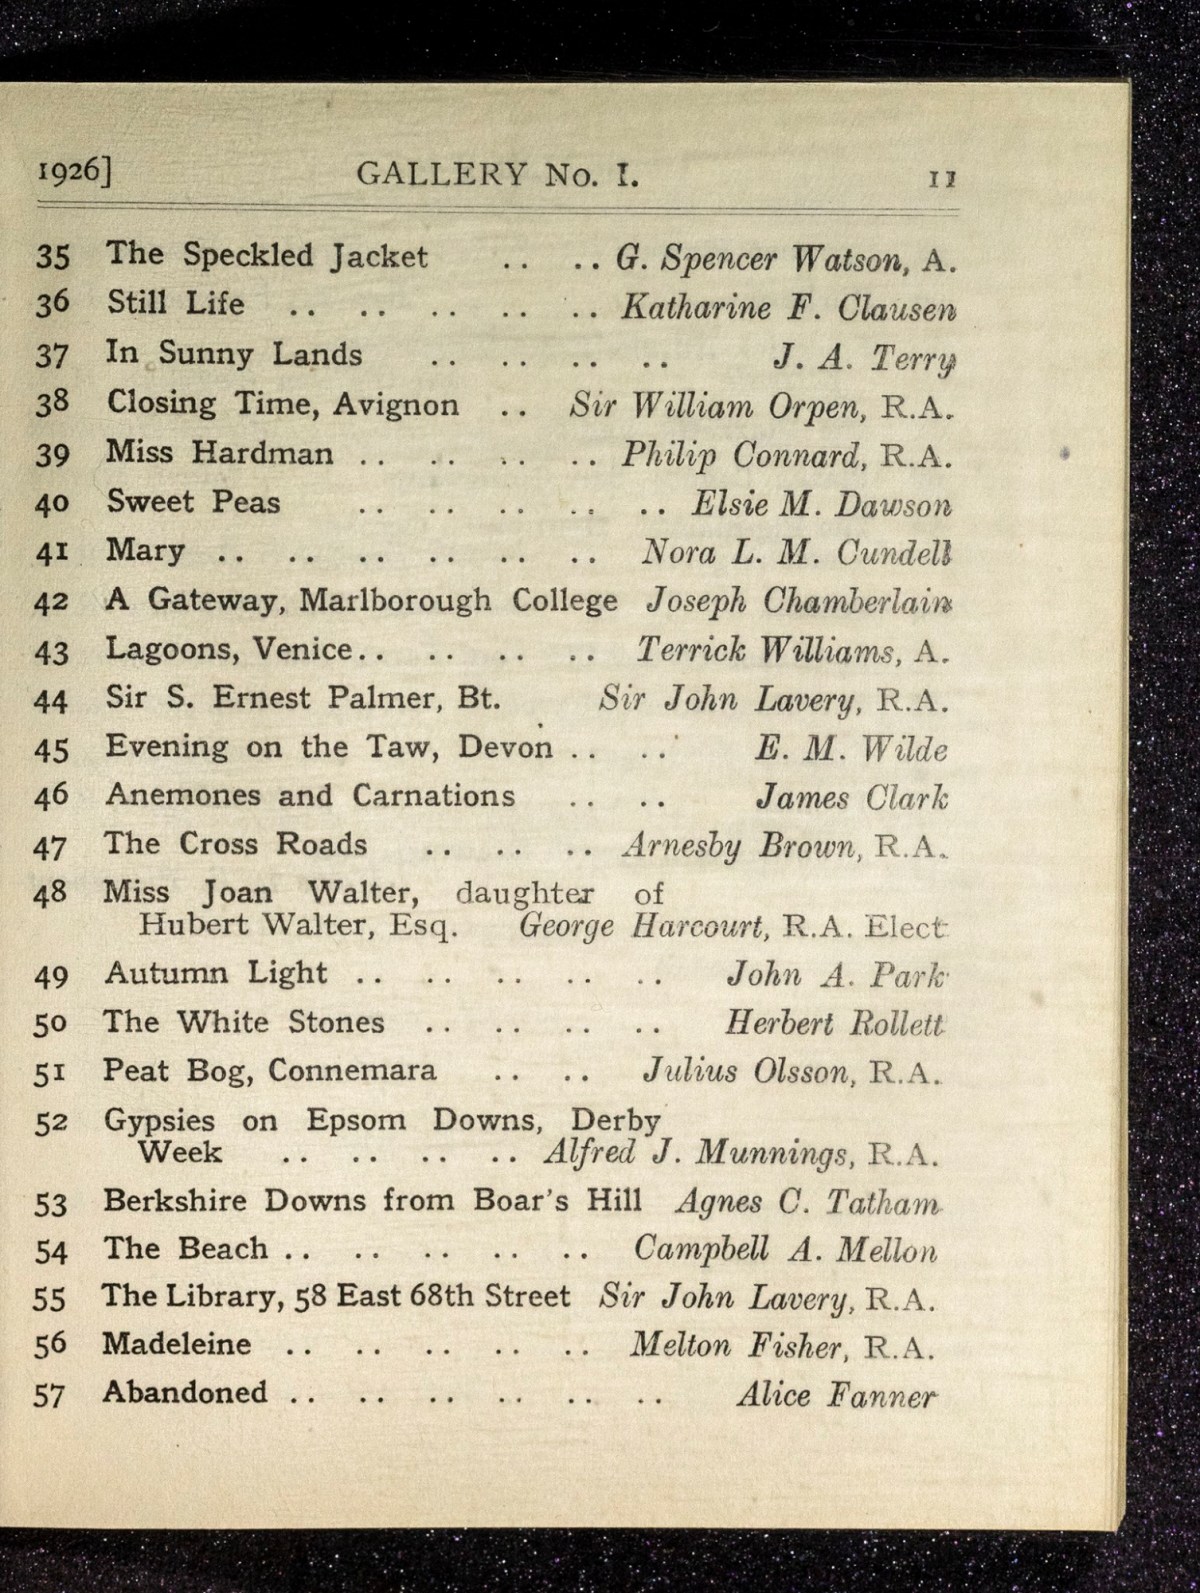 1926] GALLERY No. I. 11
35 The Speckled Jacket .. .. G. Spencer Watson, A.
36 Still Life .. .. .. .. .. Katharine F. Clausen
37 In Sunny Lands .. .. .. .. J. A. Terry
38 Closing Time, Avignon .. Sir William Orpen, R.A.
39 Miss Hardman .. .. .. .. Philip Connard, R.A.
40 Sweet Peas .. .. .. .. .. Elsie M. Dawson
41 Mary .. .. .. .. .. .. Nora L. M. Cundell
42 A Gateway, Marlborough College Joseph Chamberlain
43 Lagoons, Venice .. .. .. .. Terrick Williams, A.
44 Sir S. Ernest Palmer, Bt. Sir John Lavery, R.A.
45 Evening on the Taw, Devon .. .. E. M. Wilde
46 Anemones and Carnations .. .. James Clark
47 The Cross Roads .. .. .. Arnesby Brown, R.A.
48 Miss Joan Walter, daughter of
Hubert Walter, Esq. George Harcourt, R.A. Elect
49 Autumn Light .. .. .. .. .. John A. Park
50 The White Stones .. .. .. .. Herbert Rollett
51 Peat Bog, Connemara .. .. Julius Olsson, R.A.
52 Gypsies on Epsom Downs, Derby
Week .. .. .. .. Alfred J. Munnings, R.A.
53 Berkshire Downs from Boar's Hill Agnes C. Tatham
54 The Beach .. .. .. .. .. Campbell A. Mellon
55 The Library, 58 East 68th Street Sir John Lavery, R.A.
56 Madeleine .. .. .. .. .. Melton Fisher, R.A.
57 Abandoned .. .. .. .. .. .. Alice Fanner